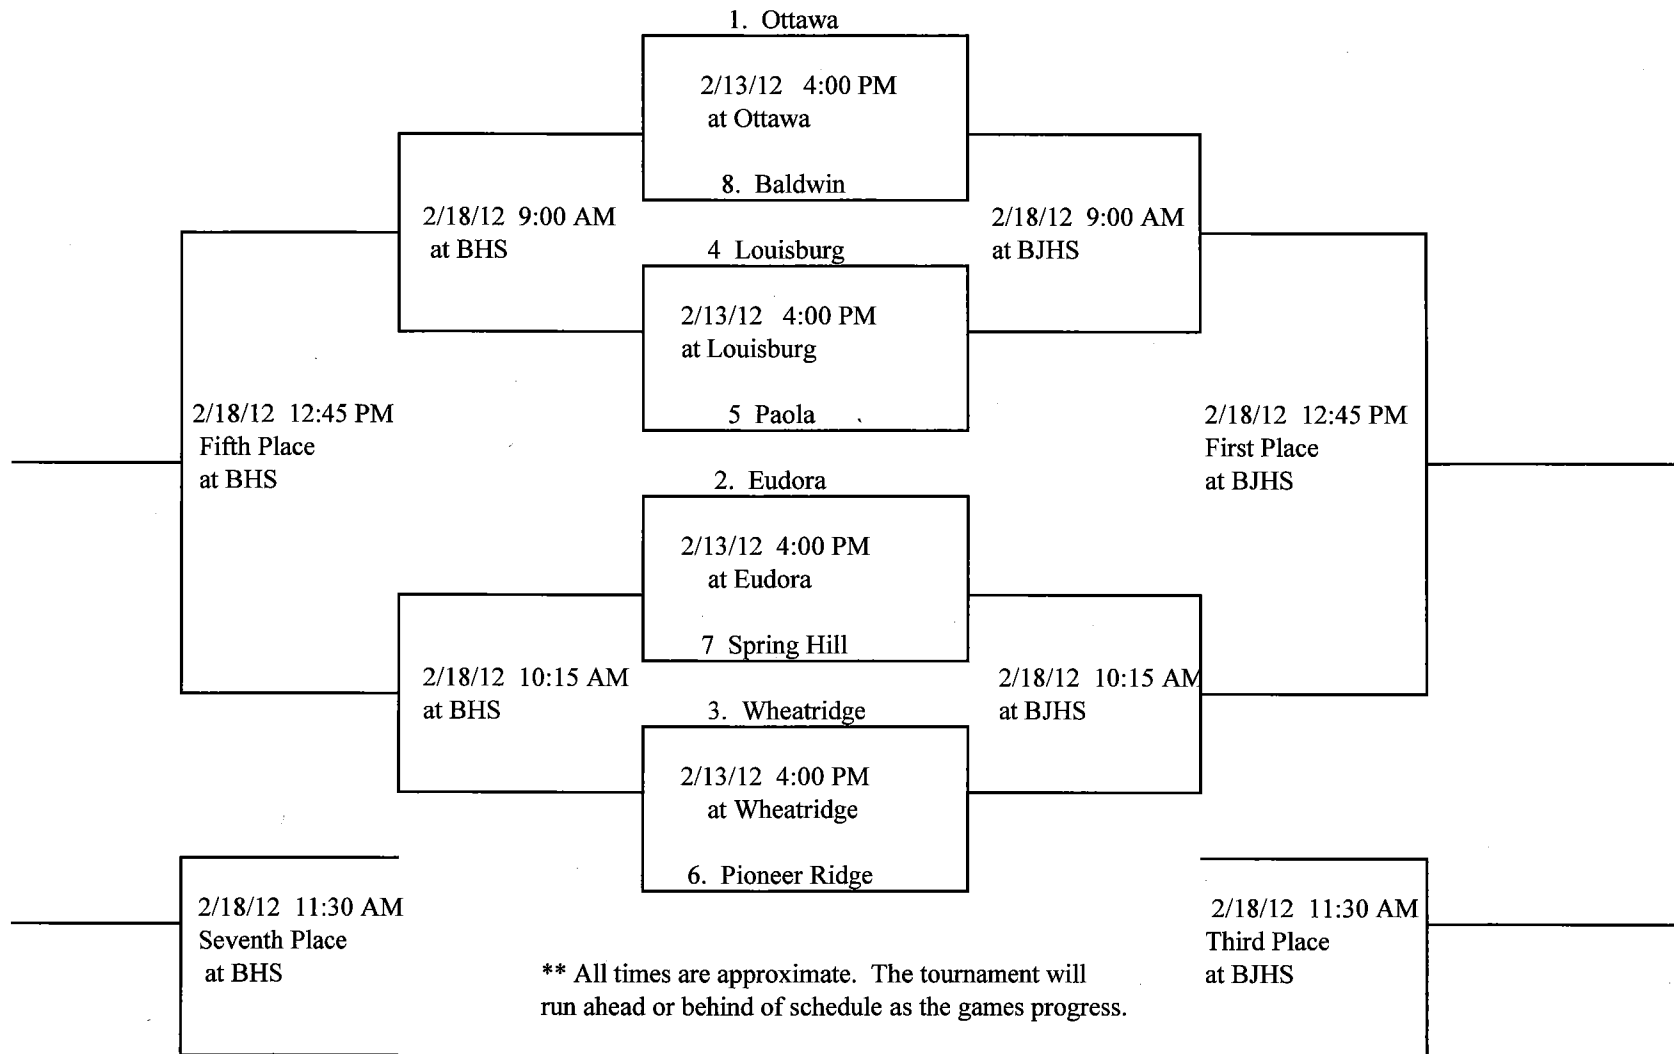 1. Ottawa
2/13/12 4:00 PM
at Ottawa
8. Baldwin
2/18/12 9:00 AM
at BHS
2/18/12 9:00 AM
at BJHS
4 Louisburg
2/13/12 4:00 PM
at Louisburg
5 Paola
2/18/12 12:45 PM
Fifth Place
at BHS
2/18/12 12:45 PM
First Place
at BJHS
2. Eudora
2/13/12 4:00 PM
at Eudora
7 Spring Hill
2/18/12 10:15 AM
at BHS
2/18/12 10:15 AM
at BJHS
3. Wheatridge
2/13/12 4:00 PM
at Wheatridge
6. Pioneer Ridge
2/18/12 11:30 AM
Seventh Place
at BHS
2/18/12 11:30 AM
Third Place
at BJHS
** All times are approximate. The tournament will
run ahead or behind of schedule as the games progress.